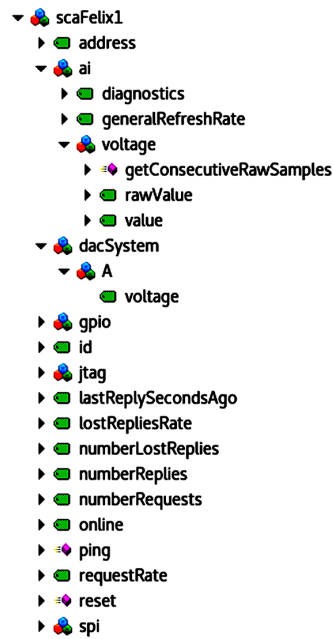 scaFelix1
address
ai
diagnostics
generalRefreshRate
voltage
getConsecutiveRawSamples
rawValue
value
dacSystem
A
voltage
gpio
id
jtag
lastReplySecondsAgo
lostRepliesRate
numberLostReplies
numberReplies
numberRequests
online
ping
requestRate
reset
spi